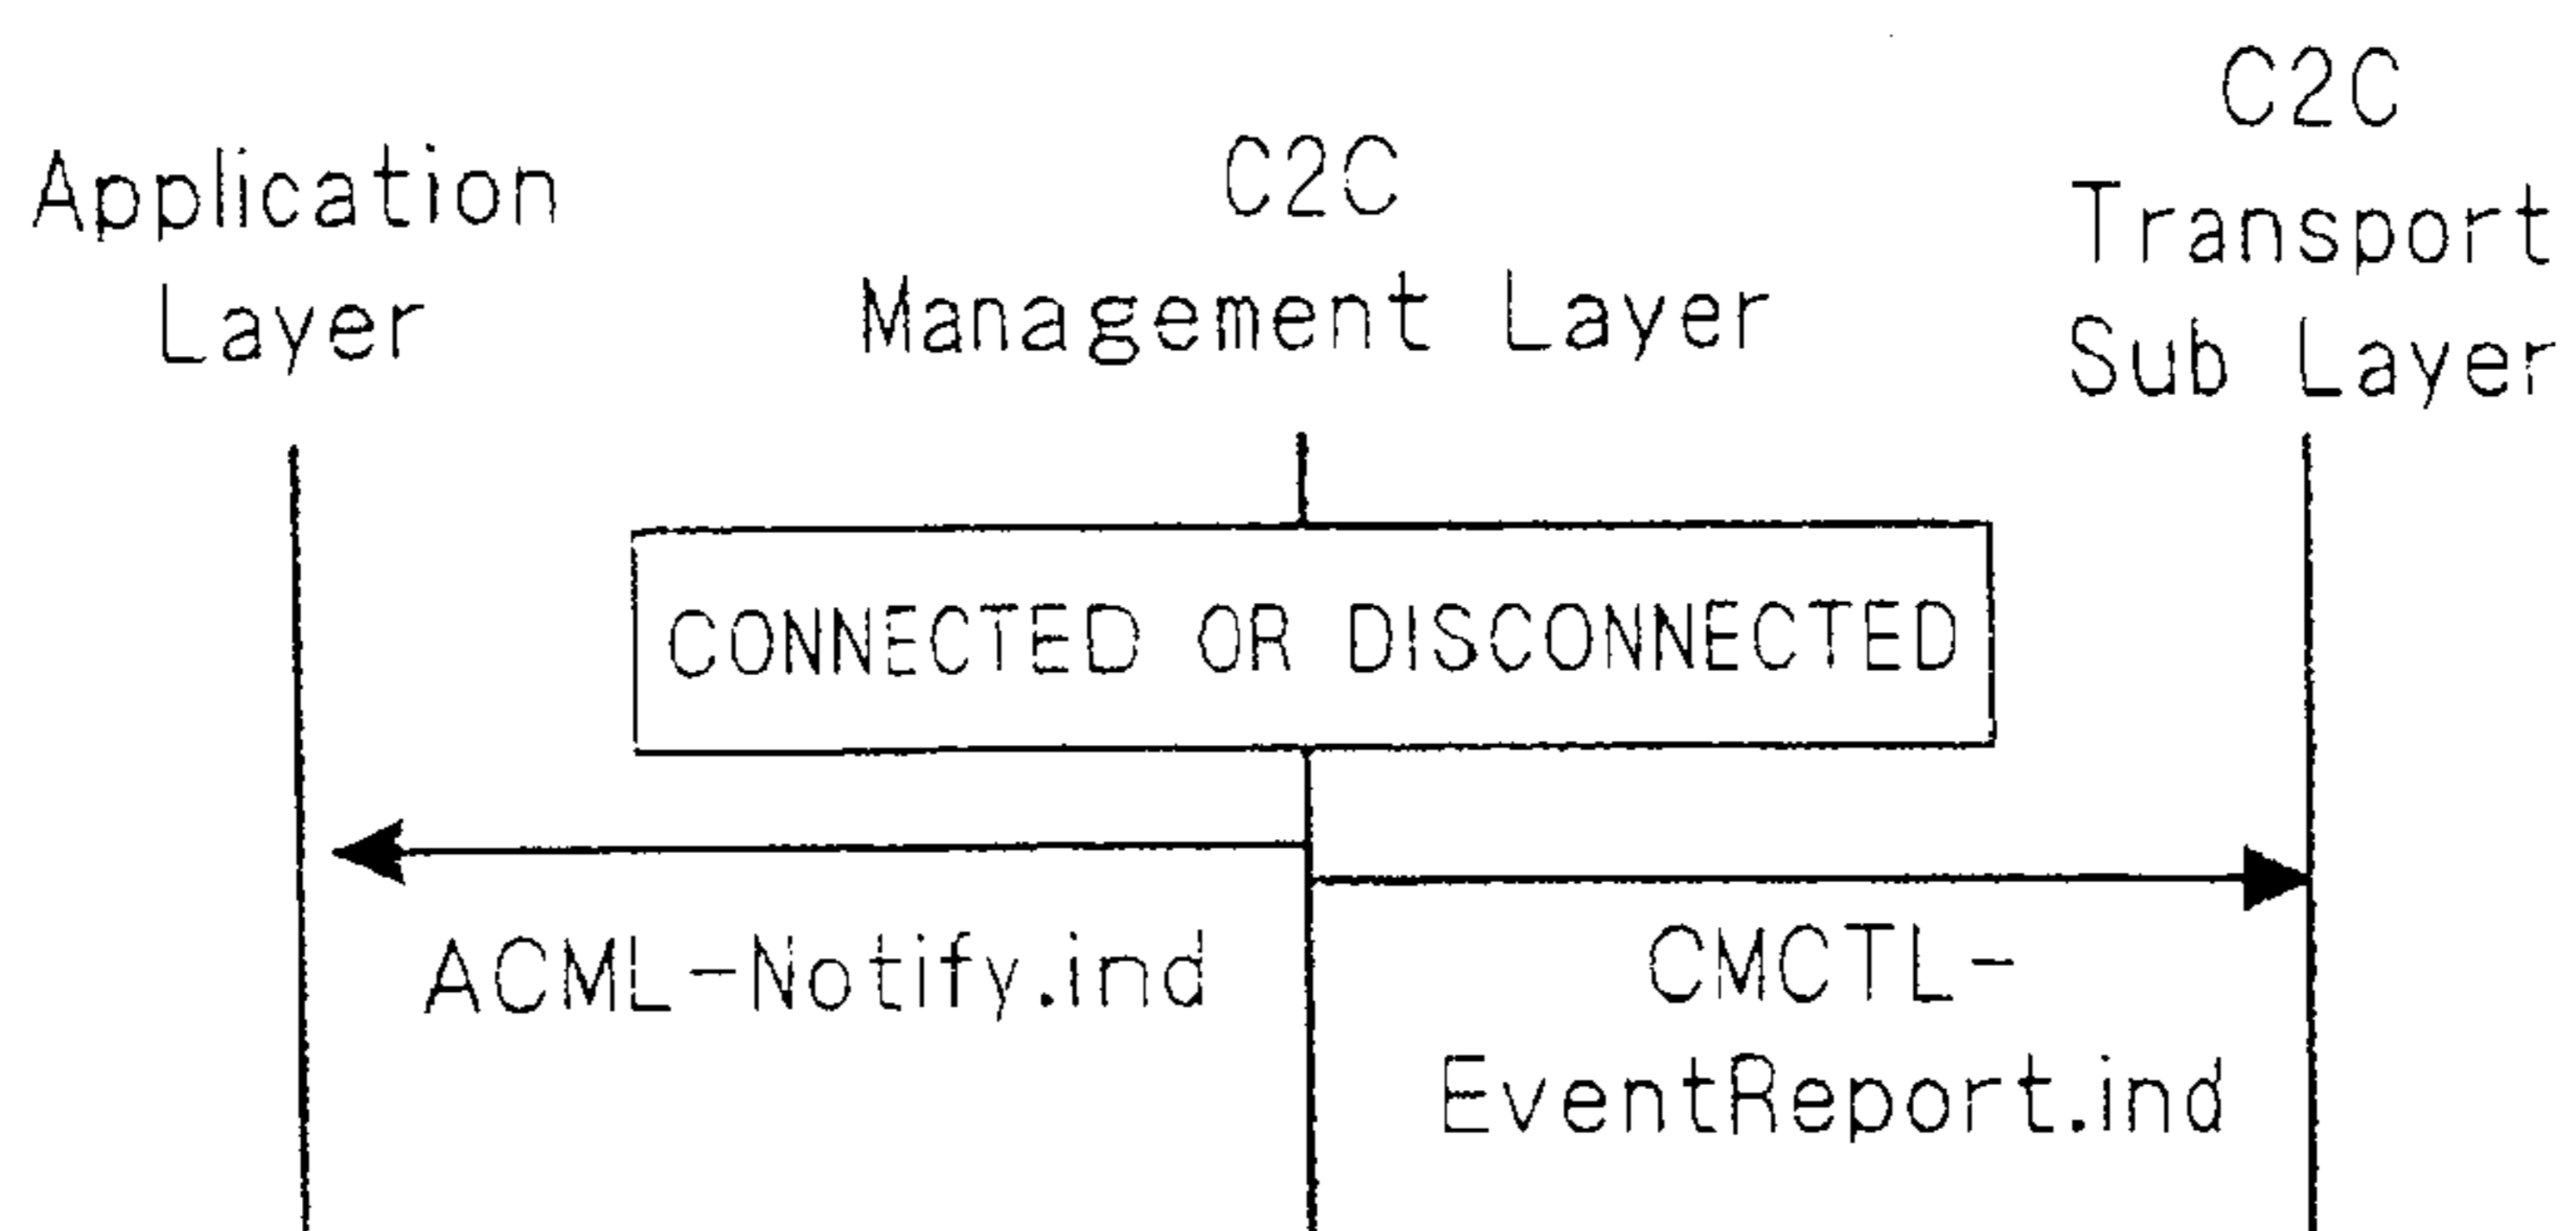 Application
Layer
C2C
Management Layer
C2C
Transport
Sub Layer
CONNECTED OR DISCONNECTED
ACML-Notify.ind
CMCTL-
EventReport.ind